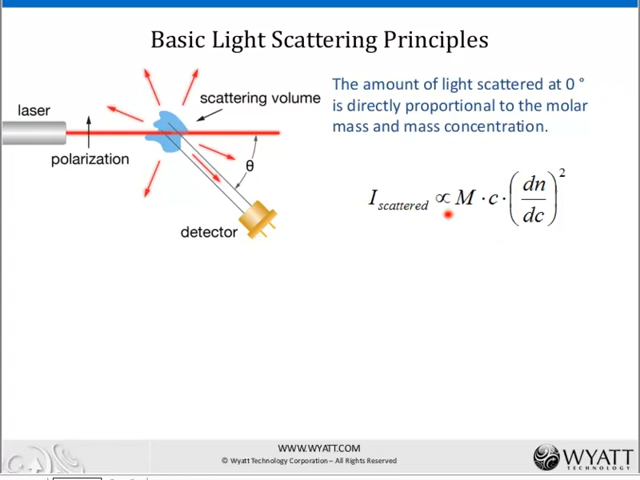 Basic Light Scattering Principles
laser
polarization
scattering volume
θ
detector
The amount of light scattered at 0 °
is directly proportional to the molar
mass and mass concentration.
I scattered ∝ M · c · (dn/dc)²
WWW.WYATT.COM
© Wyatt Technology Corporation – All Rights Reserved
WYATT
TECHNOLOGY